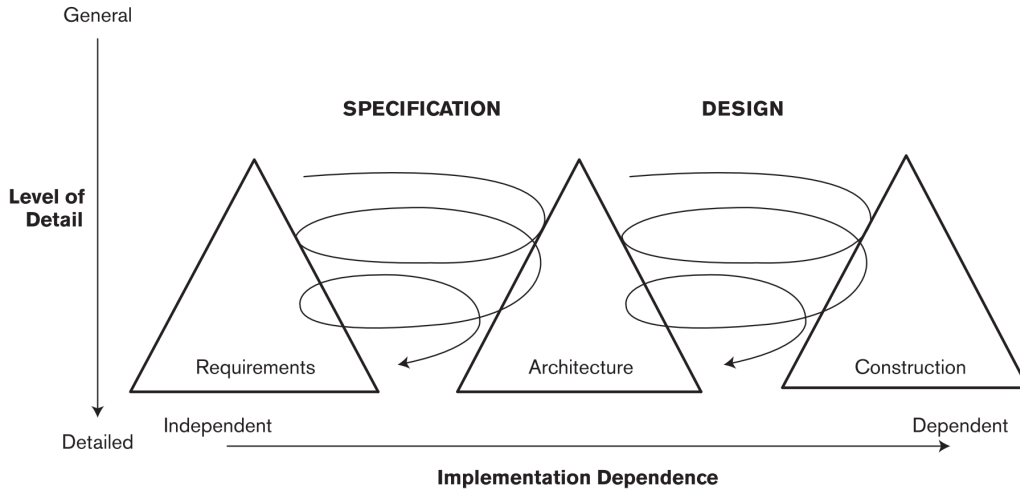 General
SPECIFICATION
DESIGN
Level of
Detail
Requirements
Architecture
Construction
Independent
Dependent
Detailed
Implementation Dependence